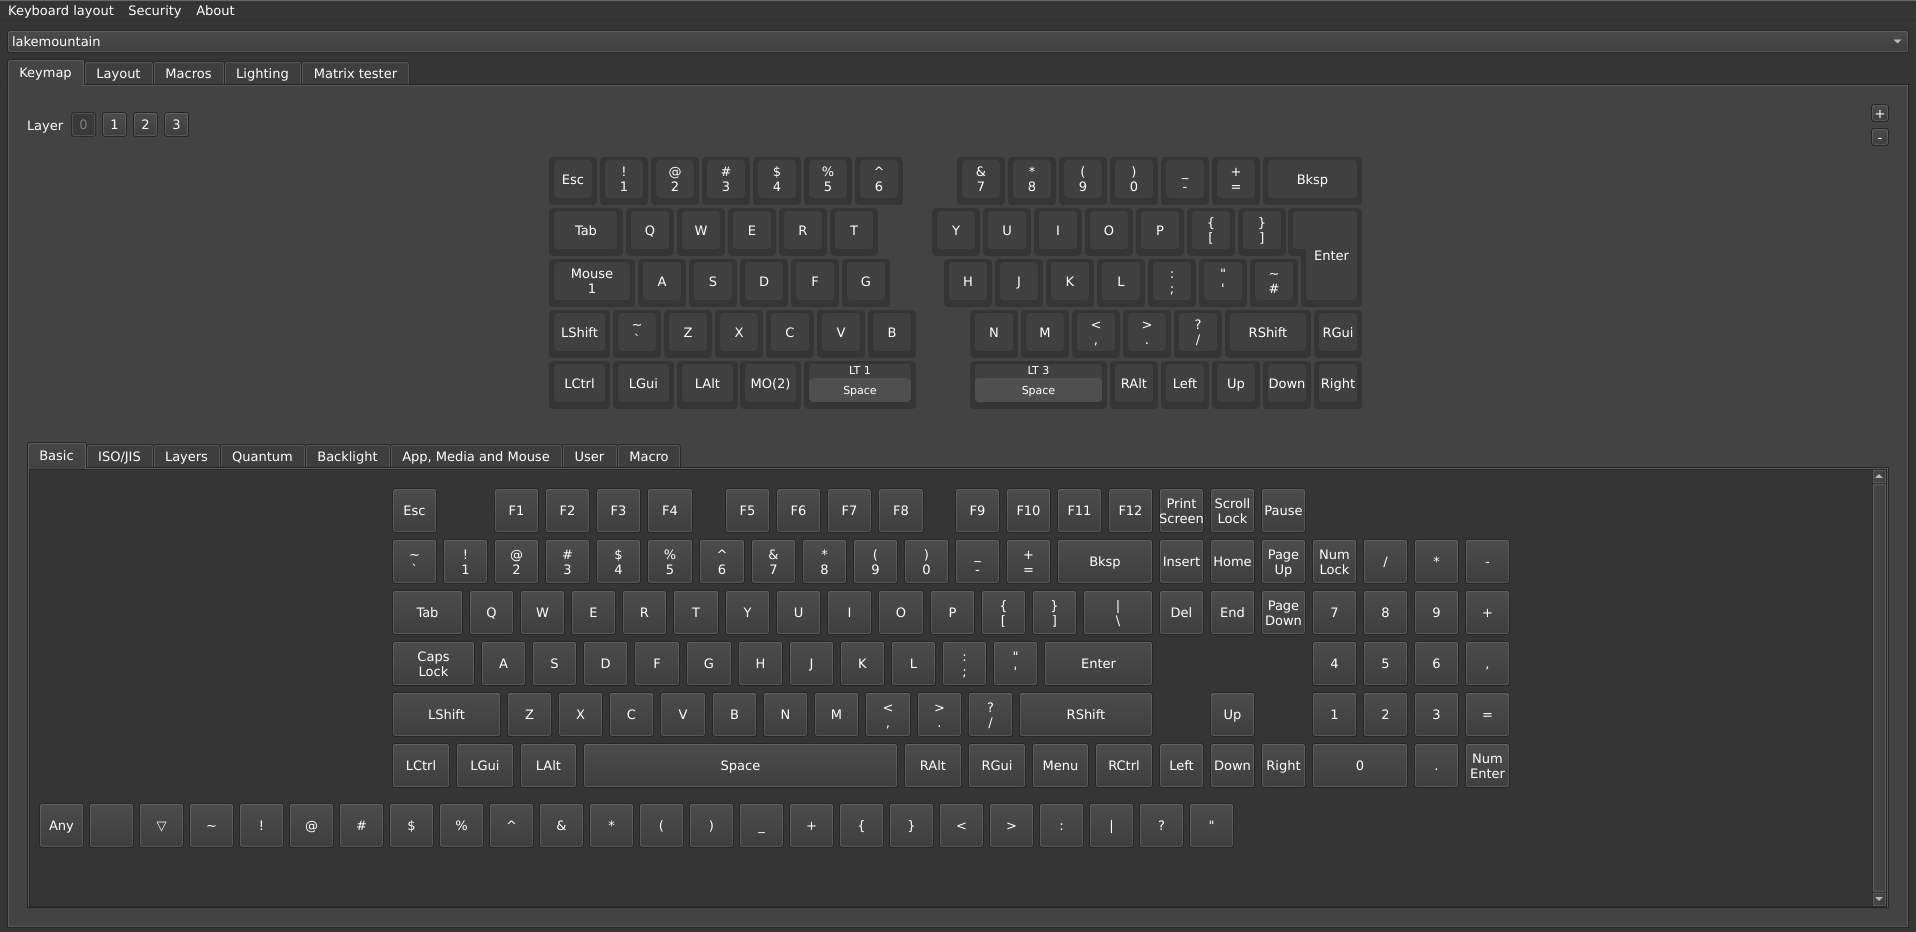 Keyboard layout Security About
lakemountain
Keymap Layout Macros Lighting Matrix tester
Layer 0 1 2 3
+
-
Esc ! @ # $ % ^ & * ( ) _ + Bksp
1 2 3 4 5 6 7 8 9 0 - =
Tab Q W E R T Y U I O P { } Enter
[ ]
Mouse A S D F G H J K L : " ~
1 ; ' #
LShift ~ Z X C V B N M < > ? RShift RGui
` , . /
LCtrl LGui LAlt MO(2) LT 1 LT 3 RAlt Left Up Down Right
Space Space
Basic ISO/JIS Layers Quantum Backlight App, Media and Mouse User Macro
Esc F1 F2 F3 F4 F5 F6 F7 F8 F9 F10 F11 F12 Print Scroll Pause
Screen Lock
~ ! @ # $ % ^ & * ( ) _ + Bksp Insert Home Page Num / * -
` 1 2 3 4 5 6 7 8 9 0 - = Up Lock
Tab Q W E R T Y U I O P { } | Del End Page 7 8 9 +
[ ] \ Down
Caps A S D F G H J K L : " Enter 4 5 6 ,
Lock ; '
LShift Z X C V B N M < > ? RShift Up 1 2 3 =
, . /
LCtrl LGui LAlt Space RAlt RGui Menu RCtrl Left Down Right 0 . Num
Enter
Any ▽ ~ ! @ # $ % ^ & * ( ) _ + { } < > : | ? "